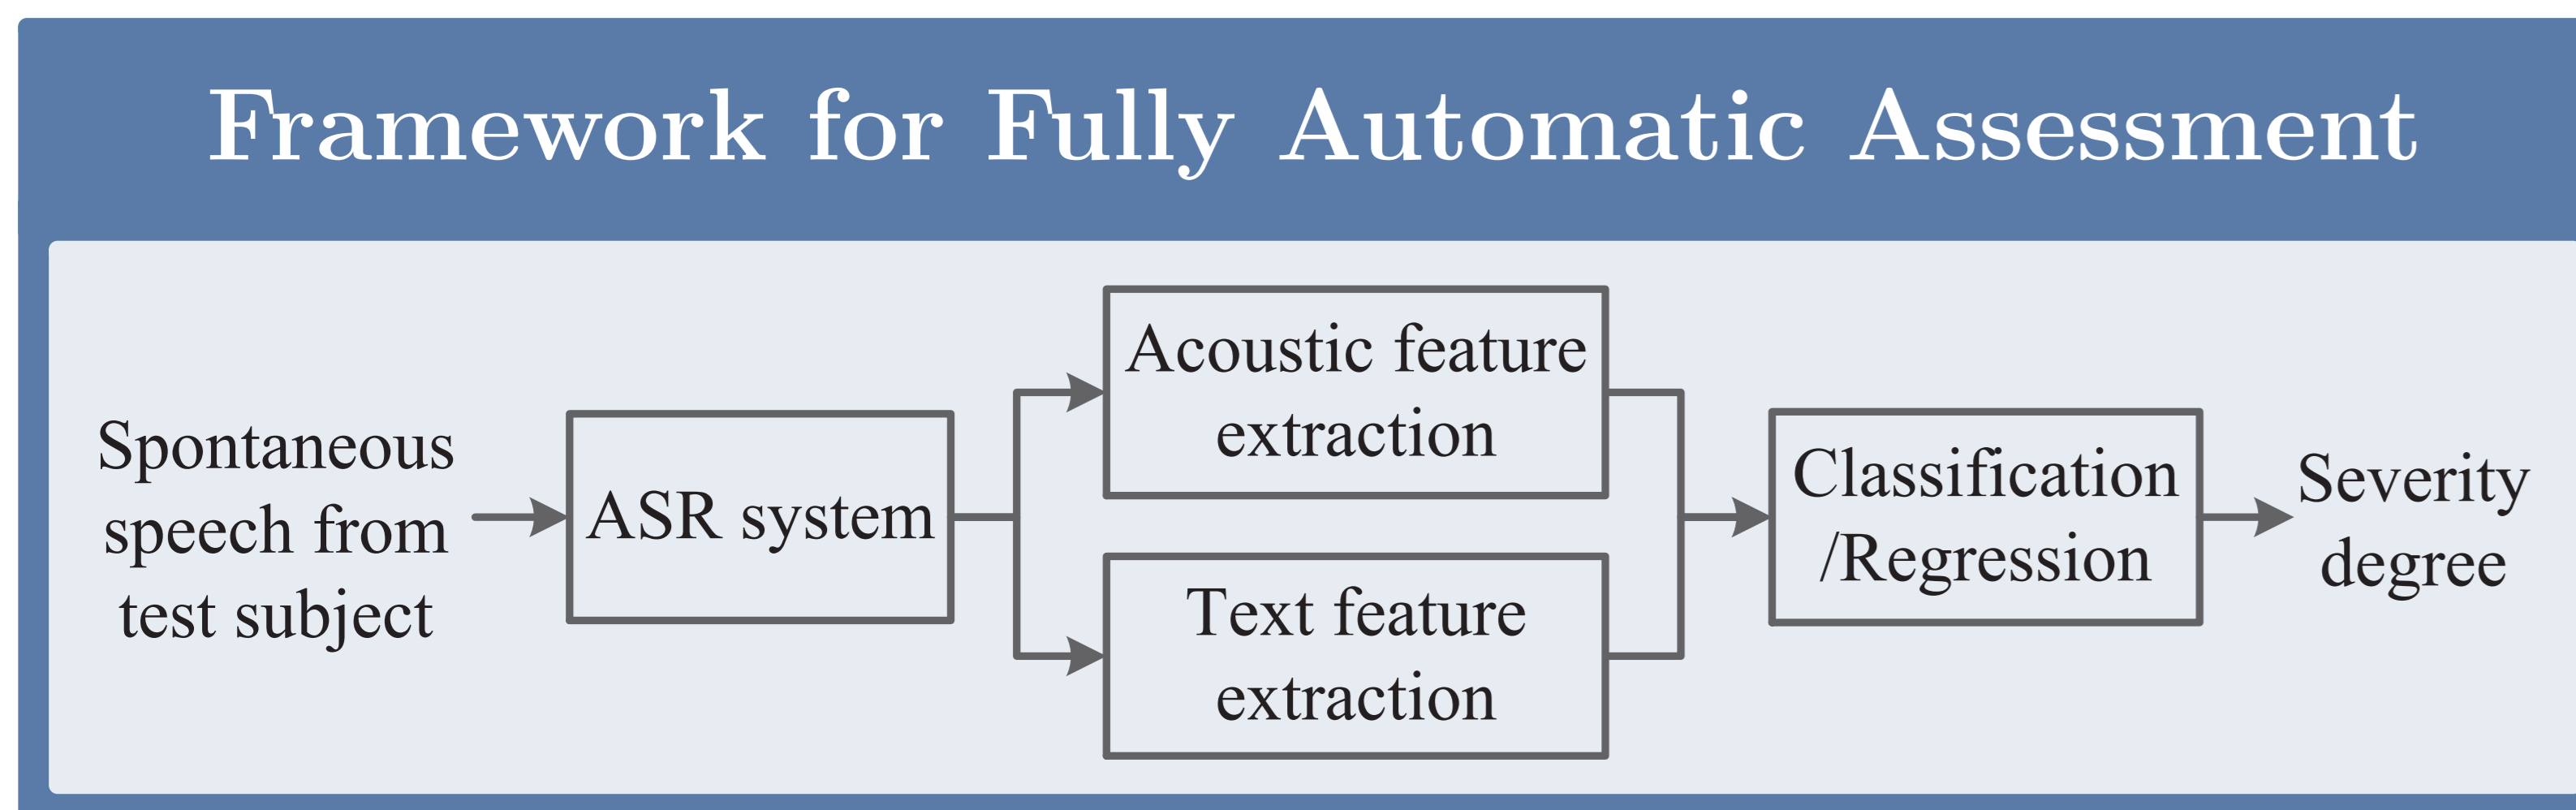 Framework for Fully Automatic Assessment
Spontaneous
speech from
test subject
ASR system
Acoustic feature
extraction
Text feature
extraction
Classification
/Regression
Severity
degree